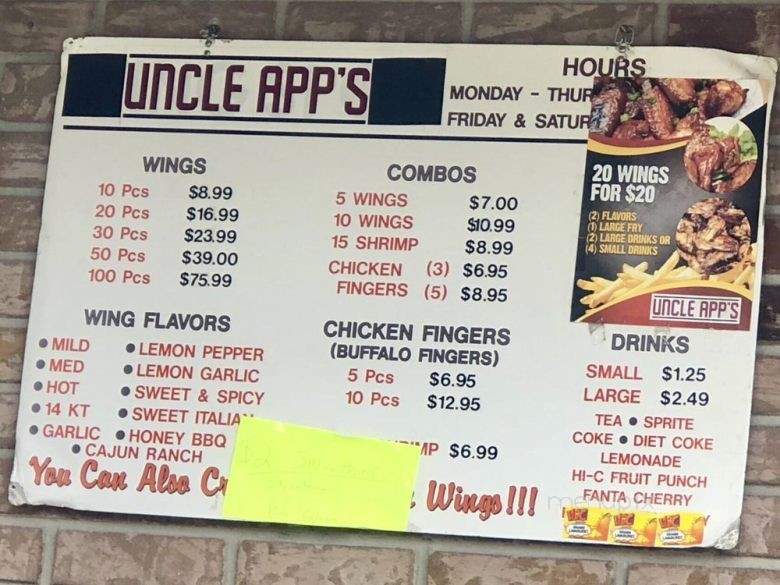 UNCLE APP'S
HOURS
MONDAY - THUR
FRIDAY & SATUR
WINGS
10 Pcs $8.99
20 Pcs $16.99
30 Pcs $23.99
50 Pcs $39.00
100 Pcs $75.99
COMBOS
5 WINGS $7.00
10 WINGS $10.99
15 SHRIMP $8.99
CHICKEN (3) $6.95
FINGERS (5) $8.95
20 WINGS
FOR $20
(2) FLAVORS
(1) LARGE FRY
(2) LARGE DRINKS OR
(4) SMALL DRINKS
UNCLE APP'S
WING FLAVORS
• MILD
• MED
• HOT
• 14 KT
• GARLIC
• LEMON PEPPER
• LEMON GARLIC
• SWEET & SPICY
• SWEET ITALIAN
• HONEY BBQ
• CAJUN RANCH
CHICKEN FINGERS
(BUFFALO FINGERS)
5 Pcs $6.95
10 Pcs $12.95
IMP $6.99
DRINKS
SMALL $1.25
LARGE $2.49
TEA • SPRITE
COKE • DIET COKE
LEMONADE
HI-C FRUIT PUNCH
FANTA CHERRY
You Can Also Cr Wings!!!
menupix